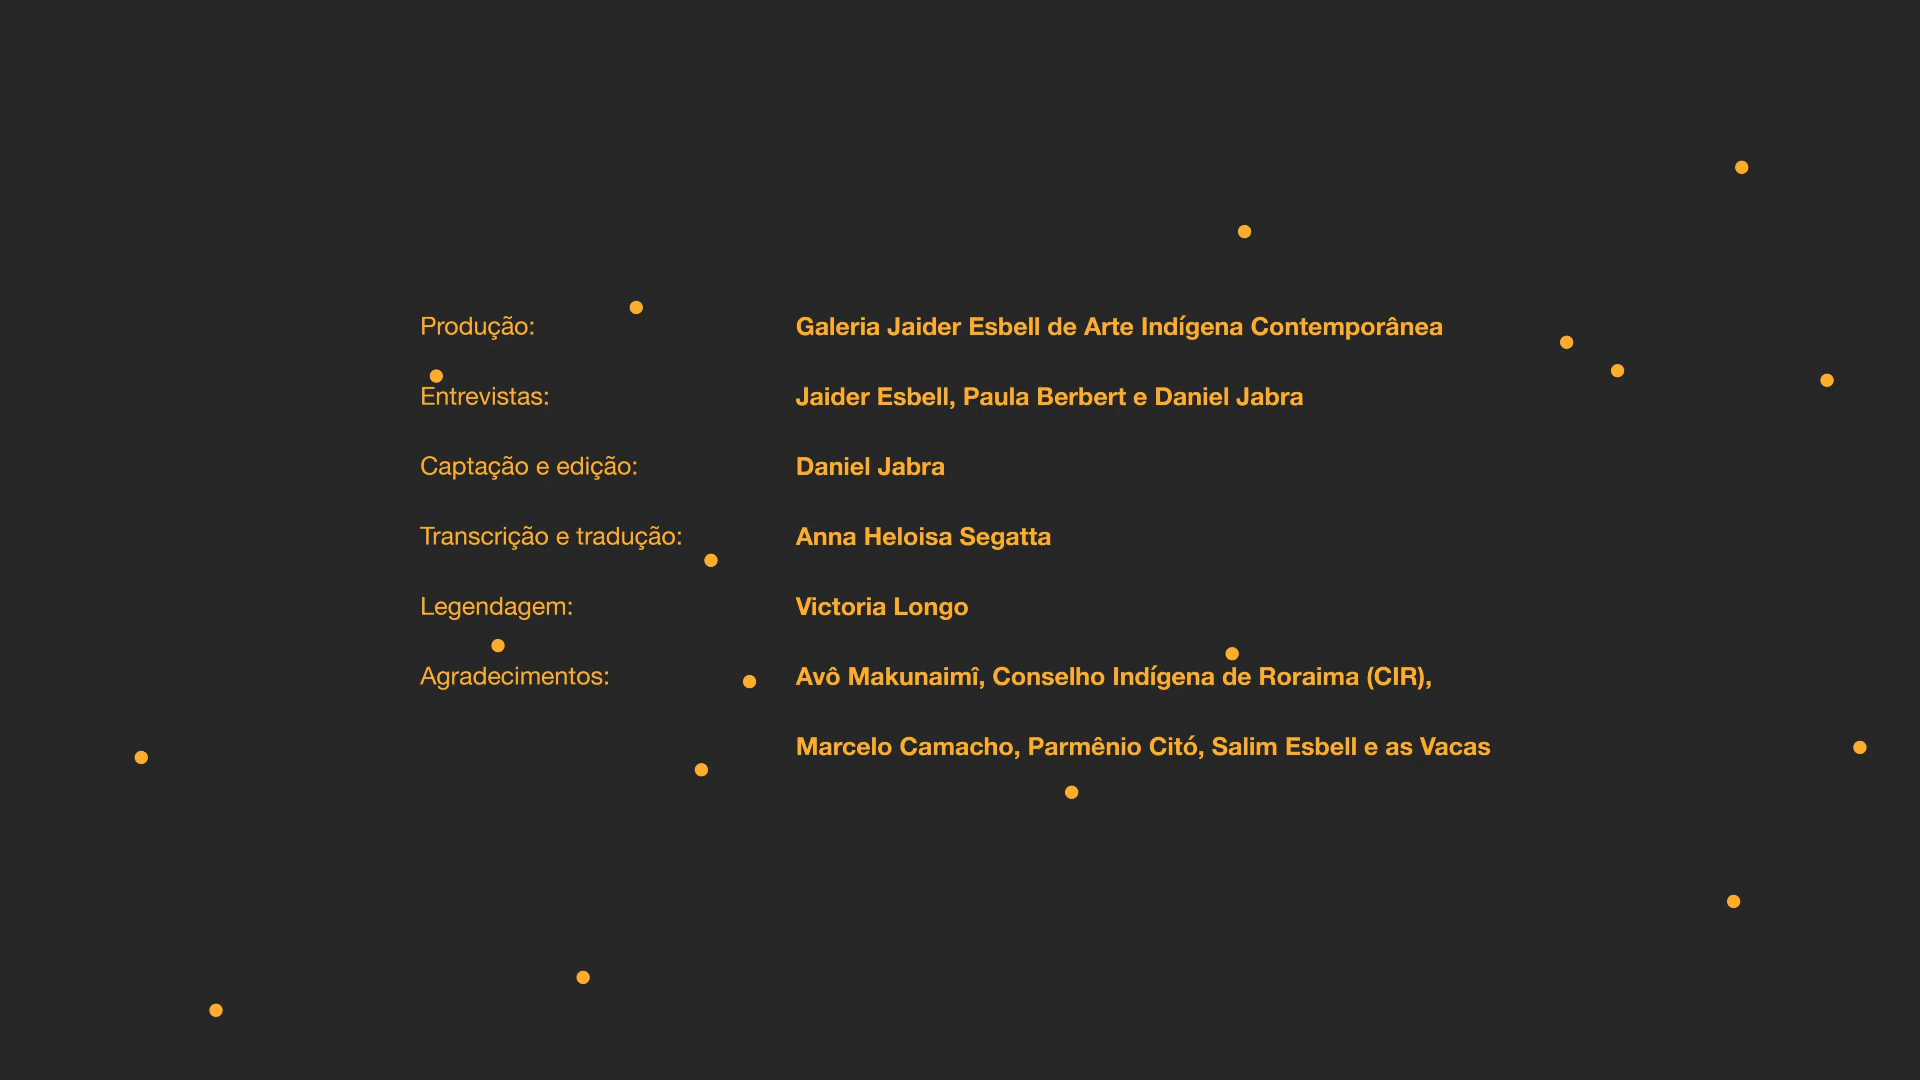 Produção: Galeria Jaider Esbell de Arte Indígena Contemporânea
Entrevistas: Jaider Esbell, Paula Berbert e Daniel Jabra
Captação e edição: Daniel Jabra
Transcrição e tradução: Anna Heloisa Segatta
Legendagem: Victoria Longo
Agradecimentos: Avô Makunaimî, Conselho Indígena de Roraima (CIR),
Marcelo Camacho, Parmênio Citó, Salim Esbell e as Vacas